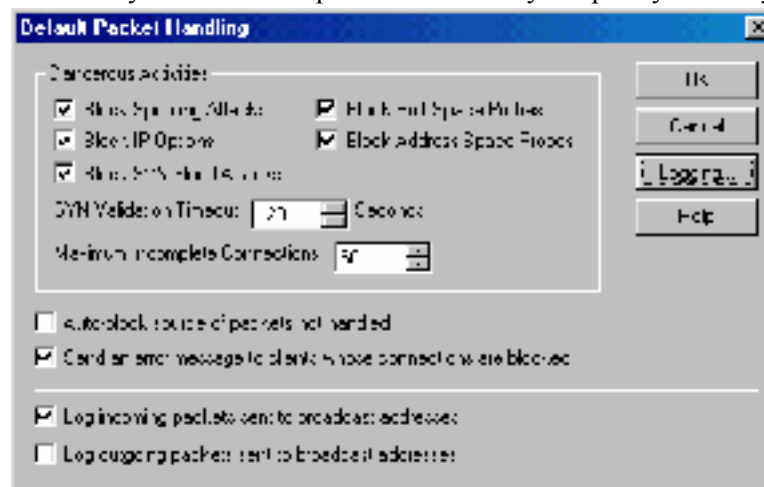 Default Packet Handling
Dangerous Activities
Block Spoofing Attacks
Block Port Space Probes
Block IP Options
Block Address Space Probes
Block SYN Flood Attacks
SYN Validation Timeout
Seconds
Maximum Incomplete Connections
Auto-block source of packets not handled
Send an error message to clients whose connections are blocked
Log incoming packets sent to broadcast addresses
Log outgoing packets sent to broadcast addresses
OK
Cancel
Logging...
Help